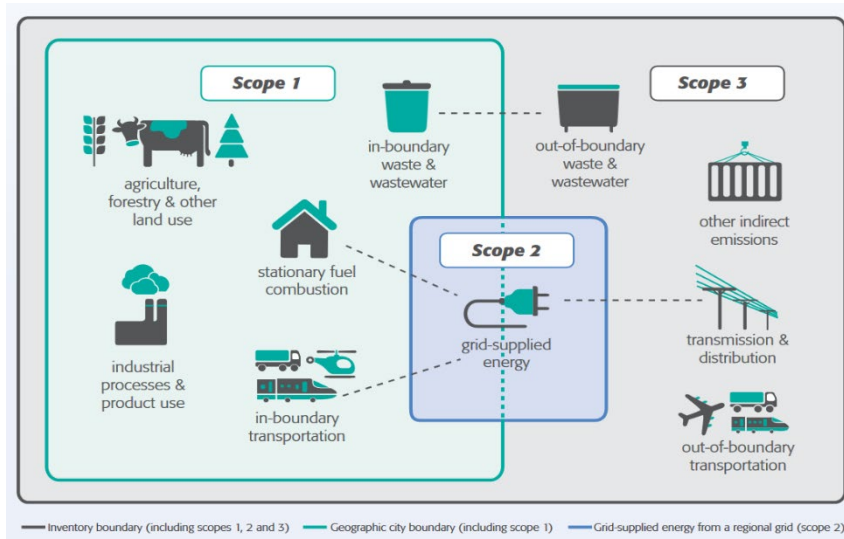 Scope 1
Scope 3
in-boundary
waste &
wastewater
out-of-boundary
waste &
wastewater
agriculture,
forestry & other
land use
other indirect
emissions
Scope 2
stationary fuel
combustion
grid-supplied
energy
transmission &
distribution
industrial
processes &
product use
in-boundary
transportation
out-of-boundary
transportation
Inventory boundary (including scopes 1, 2 and 3)
Geographic city boundary (including scope 1)
Grid-supplied energy from a regional grid (scope 2)